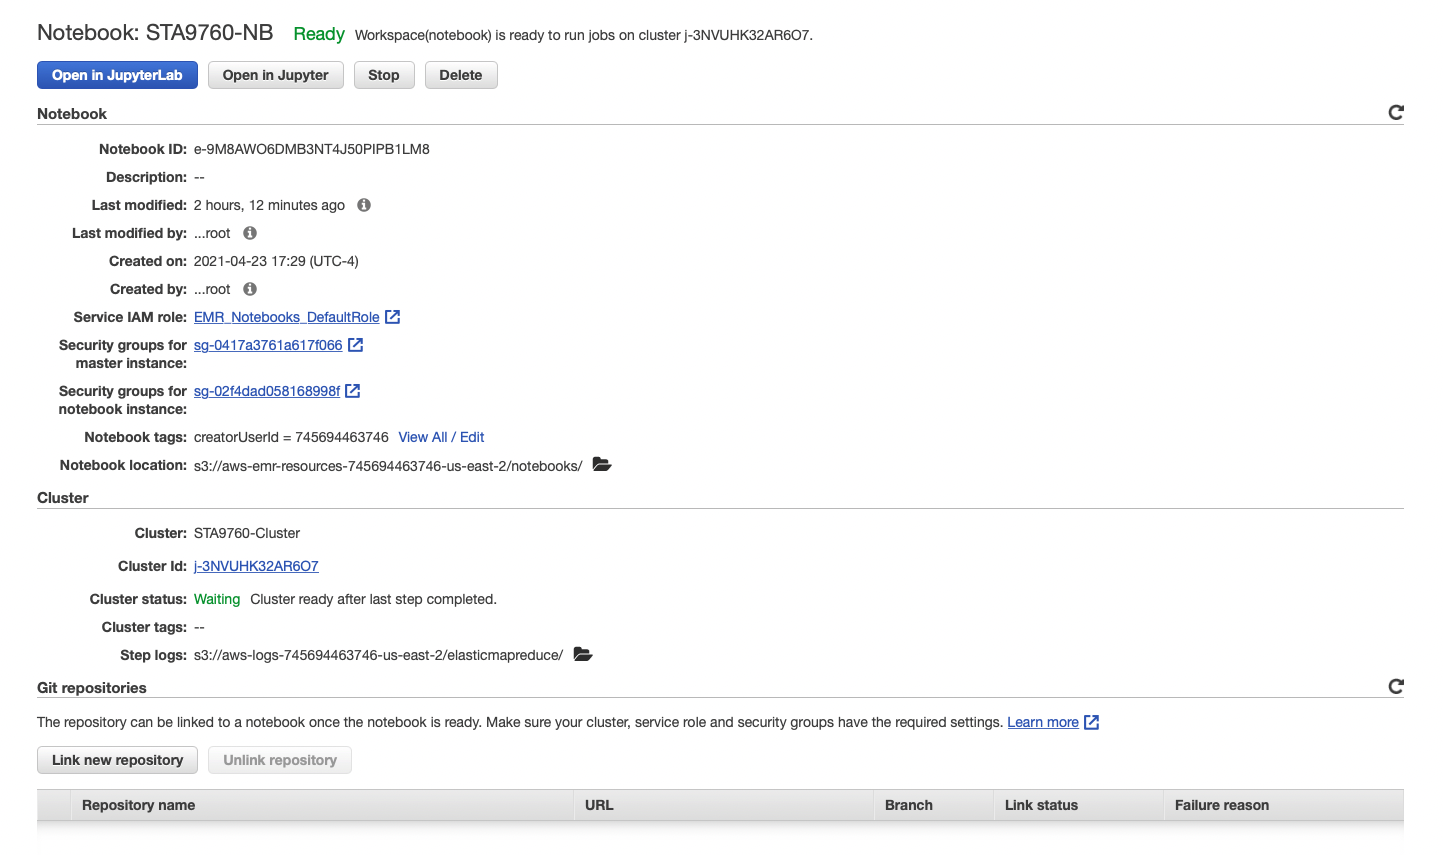 Notebook: STA9760-NB Ready Workspace(notebook) is ready to run jobs on cluster j-3NVUHK32AR6O7.
Open in JupyterLab Open in Jupyter Stop Delete
Notebook
Notebook ID: e-9M8AWO6DMB3NT4J50PIPB1LM8
Description: --
Last modified: 2 hours, 12 minutes ago
Last modified by: ...root
Created on: 2021-04-23 17:29 (UTC-4)
Created by: ...root
Service IAM role: EMR_Notebooks_DefaultRole
Security groups for sg-0417a3761a617f066
master instance:
Security groups for sg-02f4dad058168998f
notebook instance:
Notebook tags: creatorUserId = 745694463746 View All / Edit
Notebook location: s3://aws-emr-resources-745694463746-us-east-2/notebooks/
Cluster
Cluster: STA9760-Cluster
Cluster Id: j-3NVUHK32AR6O7
Cluster status: Waiting Cluster ready after last step completed.
Cluster tags: --
Step logs: s3://aws-logs-745694463746-us-east-2/elasticmapreduce/
Git repositories
The repository can be linked to a notebook once the notebook is ready. Make sure your cluster, service role and security groups have the required settings. Learn more
Link new repository Unlink repository
Repository name URL Branch Link status Failure reason